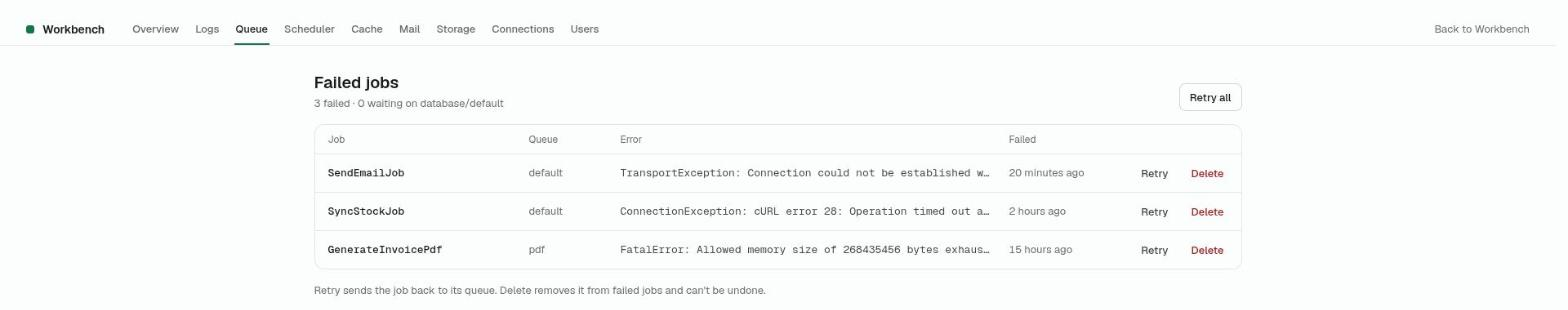 Workbench Overview Logs Queue Scheduler Cache Mail Storage Connections Users Back to Workbench
Failed jobs
3 failed · 0 waiting on database/default
Retry all
Job Queue Error Failed
SendEmailJob default TransportException: Connection could not be established w… 20 minutes ago Retry Delete
SyncStockJob default ConnectionException: cURL error 28: Operation timed out a… 2 hours ago Retry Delete
GenerateInvoicePdf pdf FatalError: Allowed memory size of 268435456 bytes exhaus… 15 hours ago Retry Delete
Retry sends the job back to its queue. Delete removes it from failed jobs and can't be undone.